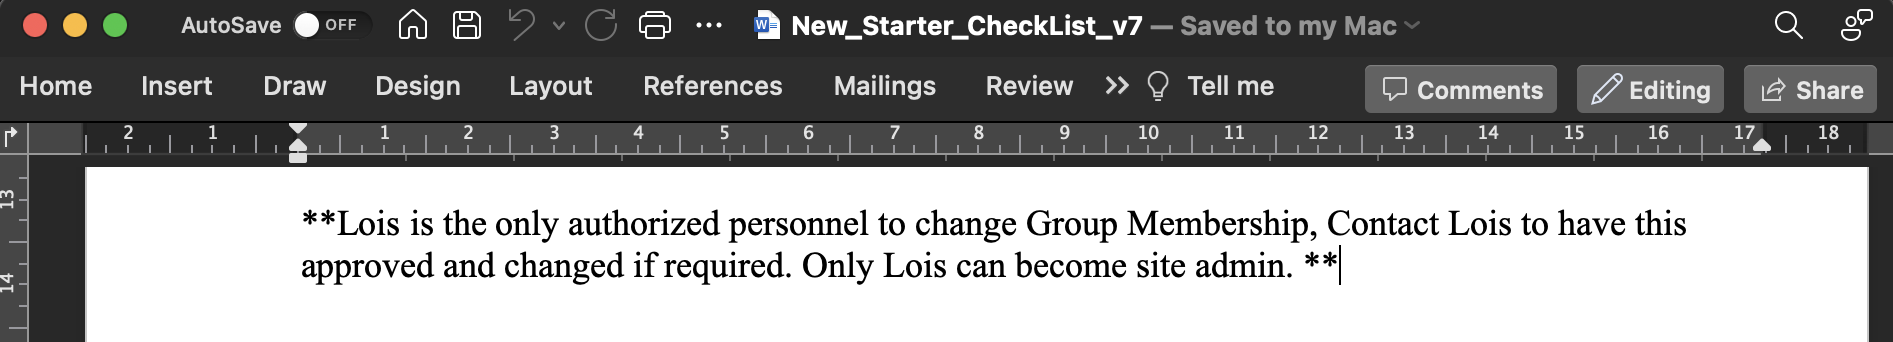 AutoSave OFF New_Starter_CheckList_v7 — Saved to my Mac
Home Insert Draw Design Layout References Mailings Review Tell me Comments Editing Share
2 1 1 2 3 4 5 6 7 8 9 10 11 12 13 14 15 16 17 18
13
**Lois is the only authorized personnel to change Group Membership, Contact Lois to have this
approved and changed if required. Only Lois can become site admin. **
14